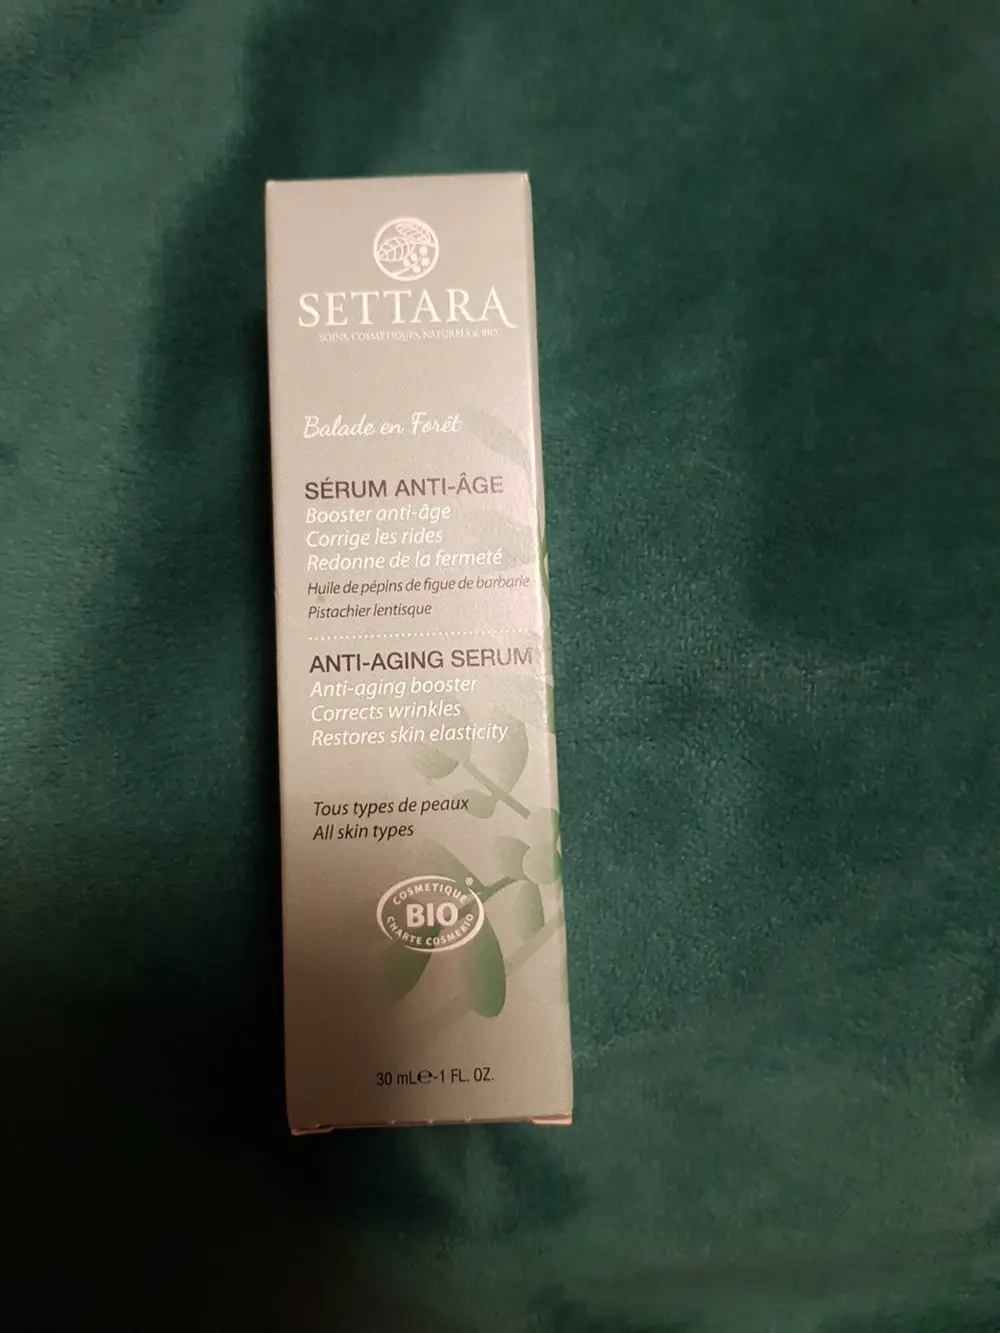 SETTARA
SOINS, COSMÉTIQUES, NATURELS & BIO
Balade en Forêt
SÉRUM ANTI-ÂGE
Booster anti-âge
Corrige les rides
Redonne de la fermeté
Huile de pépins de figue de barbarie -
Pistachier lentisque
ANTI-AGING SERUM
Anti-aging booster
Corrects wrinkles
Restores skin elasticity
Tous types de peaux
All skin types
COSMETIQUE ®
BIO
CHARTE COSMEBIO
30 mL℮-1 FL. OZ.